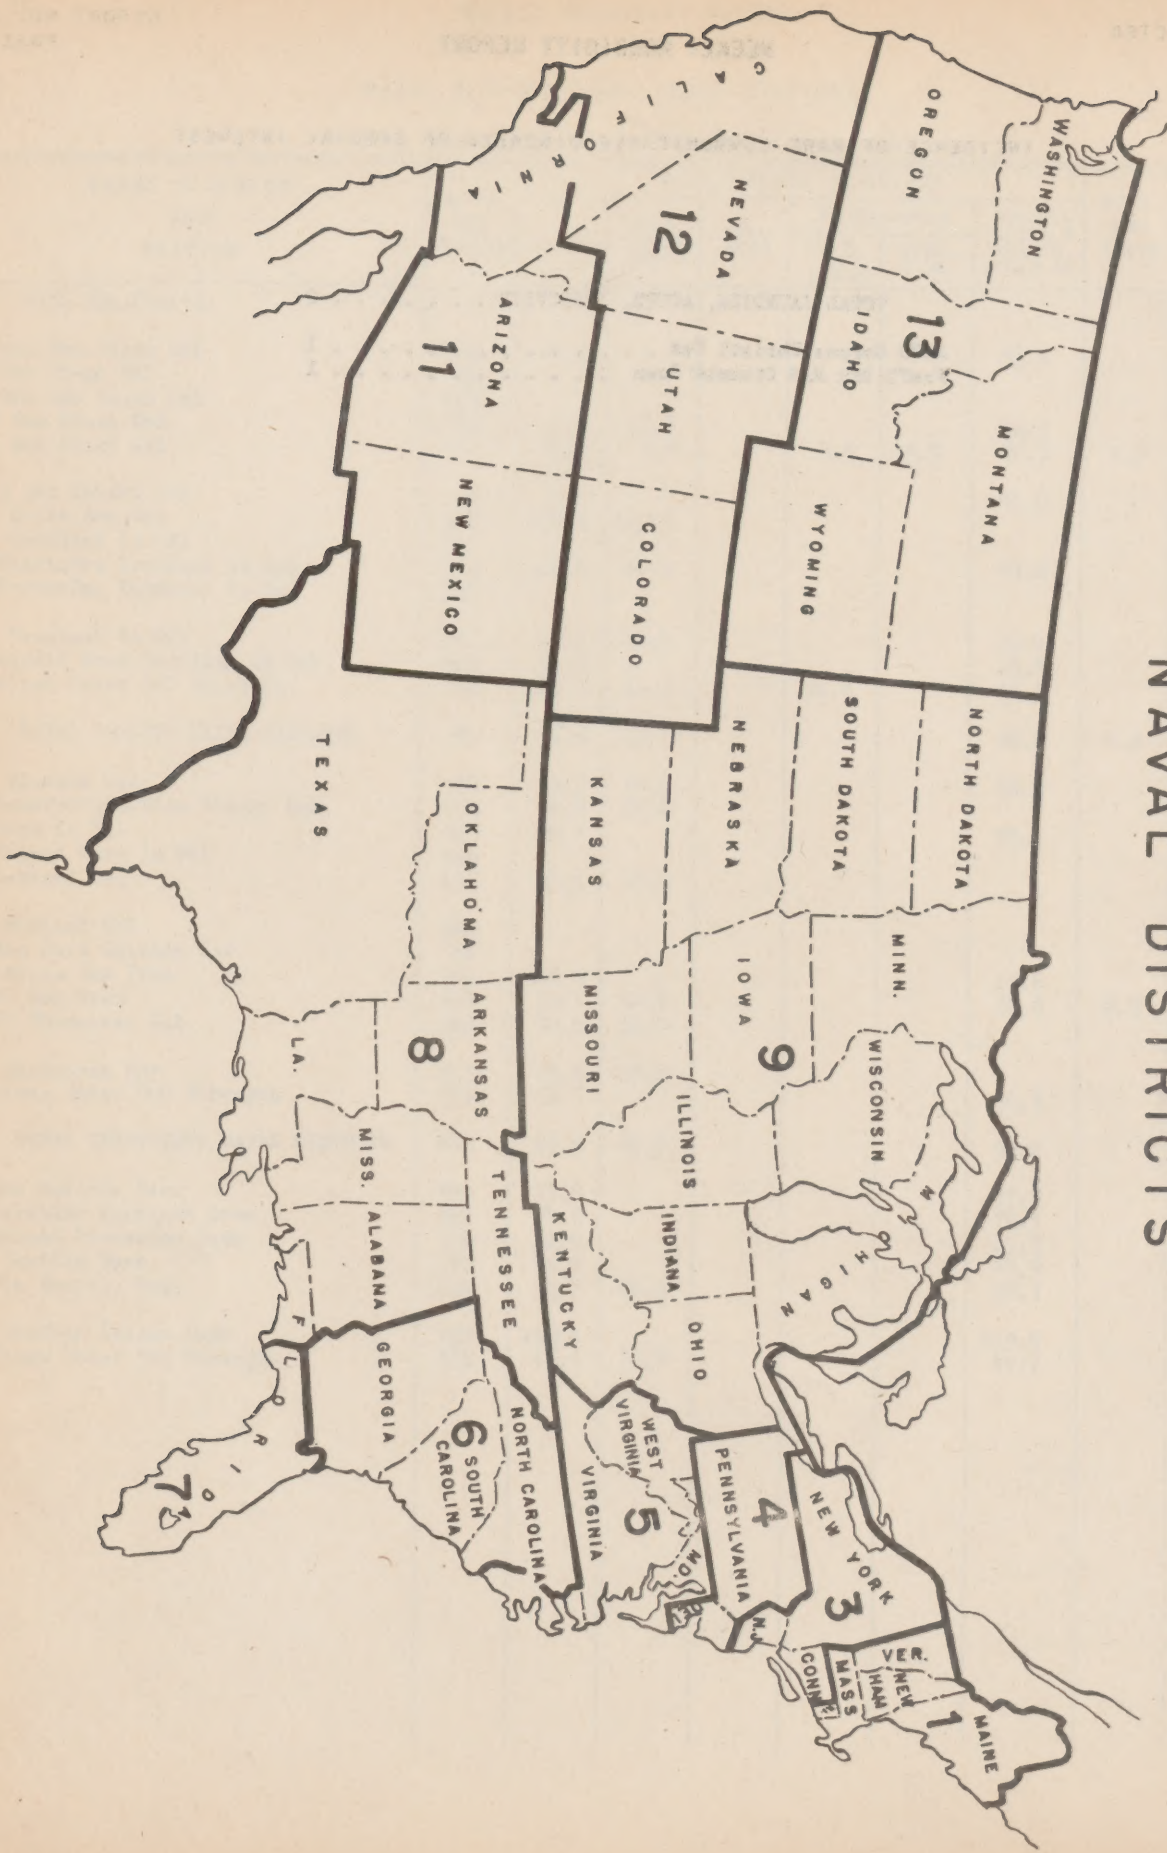 NAVAL DISTRICTS
WASHINGTON
OREGON
CALIFORNIA
NEVADA
12
IDAHO
13
MONTANA
WYOMING
UTAH
COLORADO
ARIZONA
11
NEW MEXICO
NORTH DAKOTA
SOUTH DAKOTA
NEBRASKA
KANSAS
OKLAHOMA
TEXAS
MINN.
IOWA
9
MISSOURI
ARKANSAS
8
LA.
WISCONSIN
ILLINOIS
MICHIGAN
INDIANA
OHIO
KENTUCKY
TENNESSEE
MISS.
ALABANA
GEORGIA
FLORIDA
7
6
SOUTH
CAROLINA
NORTH CAROLINA
VIRGINIA
WEST
VIRGINIA
5
PENNSYLVANIA
4
NEW YORK
3
N.J.
CONN
MASS
VER.
NEW
HAM
1
MAINE